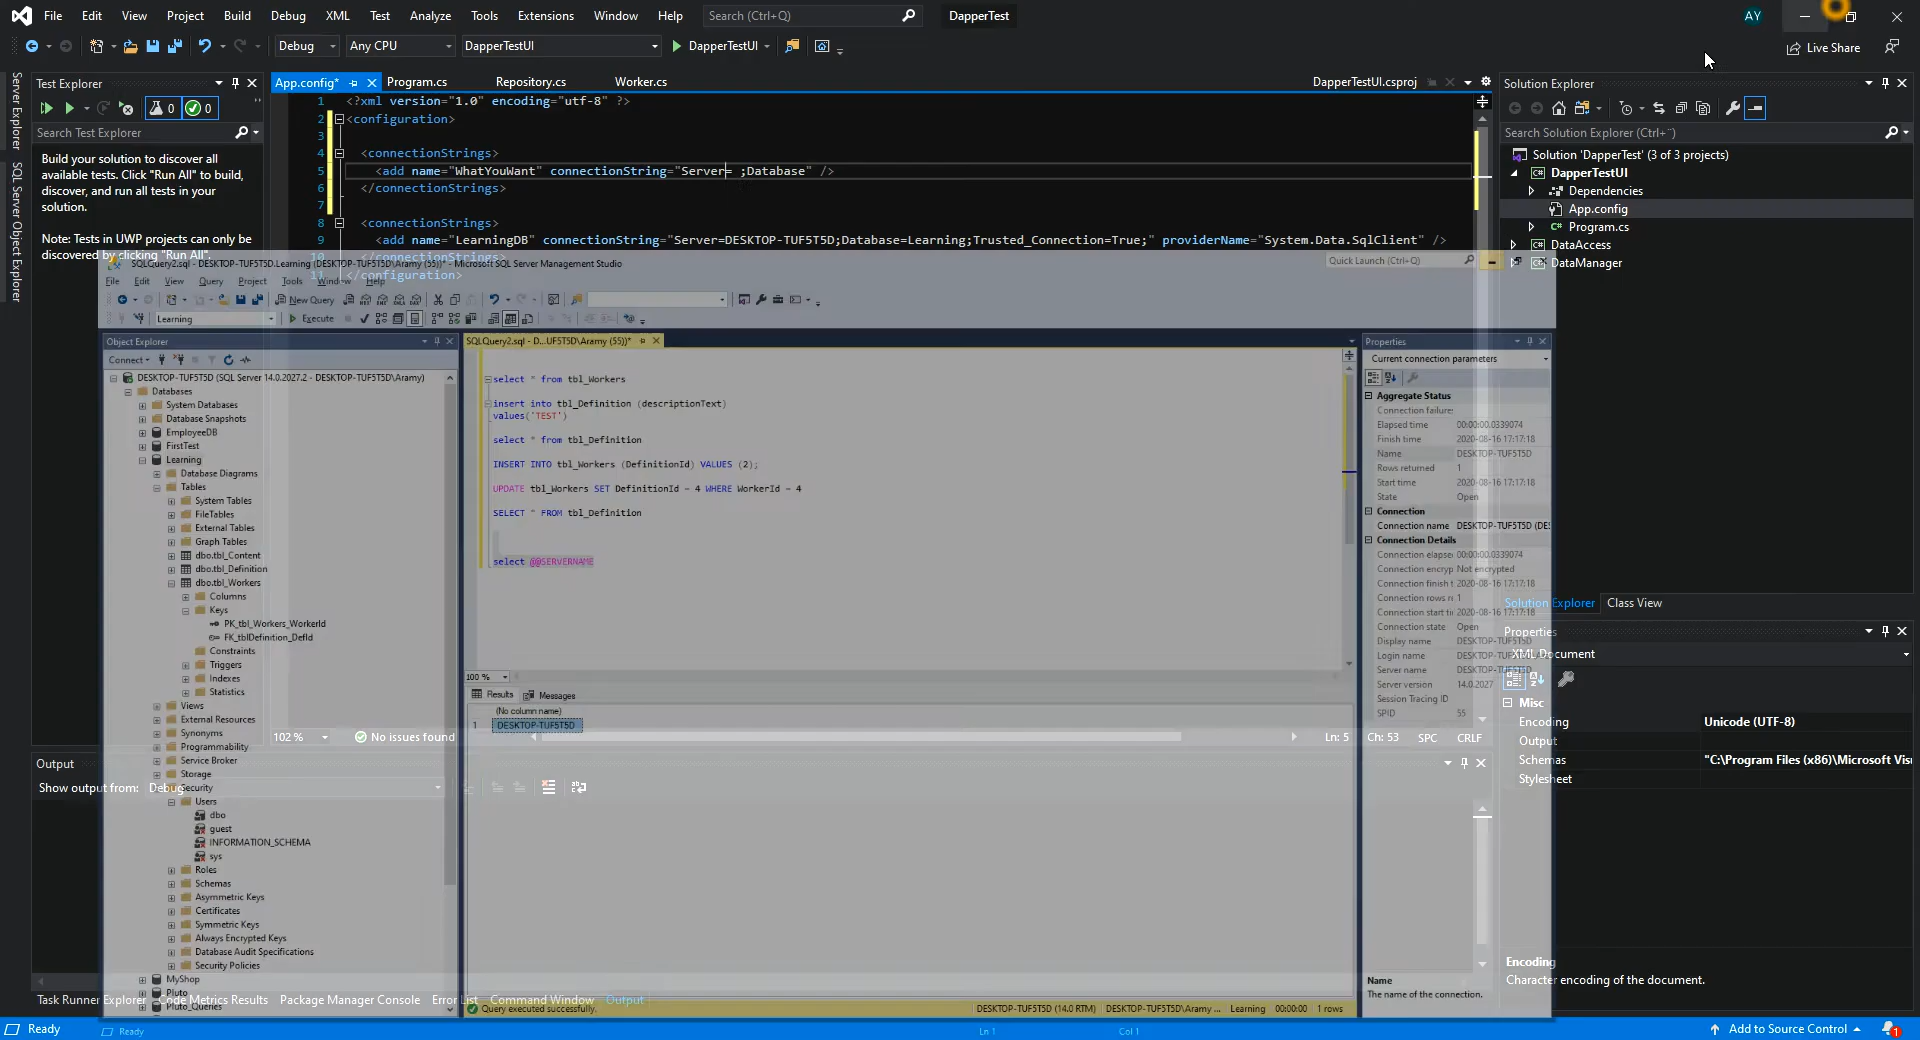 File Edit View Project Build Debug XML Test Analyze Tools Extensions Window Help Search (Ctrl+Q) DapperTest AY
Debug Any CPU DapperTestUI DapperTestUI Live Share
Server Explorer
SQL Server Object Explorer
Test Explorer
0 0
Search Test Explorer
Build your solution to discover all
available tests. Click "Run All" to build,
discover, and run all tests in your
solution.
Note: Tests in UWP projects can only be
discovered by clicking "Run All".
App.config* Program.cs Repository.cs Worker.cs DapperTestUI.csproj
1 <?xml version="1.0" encoding="utf-8" ?>
2 <configuration>
3
4 <connectionStrings>
5 <add name="WhatYouWant" connectionString="Server= ;Database" />
6 </connectionStrings>
7
8 <connectionStrings>
9 <add name="LearningDB" connectionString="Server=DESKTOP-TUF5T5D;Database=Learning;Trusted_Connection=True;" providerName="System.Data.SqlClient" />
10 </connectionStrings>
11 </configuration>
Solution Explorer
Search Solution Explorer (Ctrl+¨)
Solution 'DapperTest' (3 of 3 projects)
DapperTestUI
Dependencies
App.config
Program.cs
DataAccess
DataManager
SQLQuery2.sql - DESKTOP-TUF5T5D.Learning (DESKTOP-TUF5T5D\Aramy (55))* - Microsoft SQL Server Management Studio
Quick Launch (Ctrl+Q)
File Edit View Query Project Tools Window Help
New Query
Learning Execute
Object Explorer
Connect
DESKTOP-TUF5T5D (SQL Server 14.0.2027.2 - DESKTOP-TUF5T5D\Aramy)
Databases
System Databases
Database Snapshots
EmployeeDB
FirstTest
Learning
Database Diagrams
Tables
System Tables
FileTables
External Tables
Graph Tables
dbo.tbl_Content
dbo.tbl_Definition
dbo.tbl_Workers
Columns
Keys
PK_tbl_Workers_WorkerId
FK_tblDefinition_DefId
Constraints
Triggers
Indexes
Statistics
Views
External Resources
Synonyms
Programmability
Service Broker
Storage
Security
Users
dbo
guest
INFORMATION_SCHEMA
sys
Roles
Schemas
Asymmetric Keys
Certificates
Symmetric Keys
Always Encrypted Keys
Database Audit Specifications
Security Policies
MyShop
Pluto
Pluto_Queries
SQLQuery2.sql - D...UF5T5D\Aramy (55))*
select * from tbl_Workers
insert into tbl_Definition (descriptionText)
values('TEST')
select * from tbl_Definition
INSERT INTO tbl_Workers (DefinitionId) VALUES (2);
UPDATE tbl_Workers SET DefinitionId = 4 WHERE WorkerId = 4
SELECT * FROM tbl_Definition
select @@SERVERNAME
100 %
Results Messages
(No column name)
1 DESKTOP-TUF5T5D
Query executed successfully. DESKTOP-TUF5T5D (14.0 RTM) DESKTOP-TUF5T5D\Aramy ... Learning 00:00:00 1 rows
Properties
Current connection parameters
Aggregate Status
Connection failure:
Elapsed time 00:00:00.0339074
Finish time 2020-08-16 17:17:18
Name DESKTOP-TUF5T5D
Rows returned 1
Start time 2020-08-16 17:17:18
State Open
Connection
Connection name DESKTOP-TUF5T5D (DE
Connection Details
Connection elapse 00:00:00.0339074
Connection encryp Not encrypted
Connection finish t 2020-08-16 17:17:18
Connection rows r 1
Connection start ti 2020-08-16 17:17:18
Connection state Open
Display name DESKTOP-TUF5T5D
Login name DESKTOP-TUF5T5D
Server name DESKTOP-TUF5T5D
Server version 14.0.2027
Session Tracing ID
SPID 55
Name
The name of the connection.
102 % No issues found Ln: 5 Ch: 53 SPC CRLF
Output
Show output from: Debug
Task Runner Explorer Code Metrics Results Package Manager Console Error List Command Window Output
Solution Explorer Class View
Properties
XML Document
Misc
Encoding Unicode (UTF-8)
Output
Schemas "C:\Program Files (x86)\Microsoft Vis
Stylesheet
Encoding
Character encoding of the document.
Ready Ready Ln 1 Col 1 Add to Source Control 1